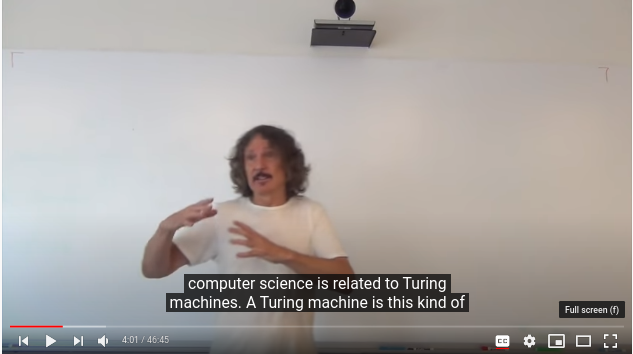 computer science is related to Turing
machines. A Turing machine is this kind of
Full screen (f)
4:01 / 46:45
CC